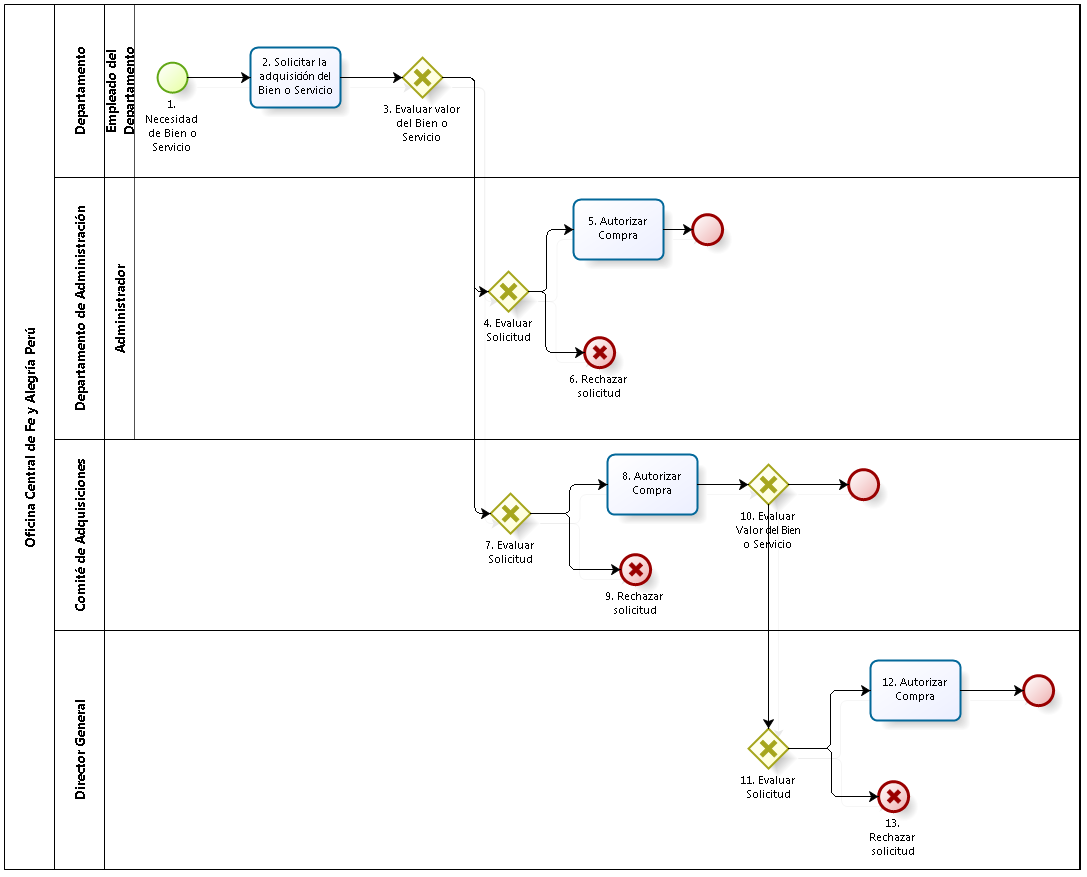 Oficina Central de Fe y Alegría Perú
Departamento
Empleado del
Departamento
1.
Necesidad
de Bien o
Servicio
2. Solicitar la
adquisición del
Bien o Servicio
3. Evaluar valor
del Bien o
Servicio
Departamento de Administración
Administrador
4. Evaluar
Solicitud
5. Autorizar
Compra
6. Rechazar
solicitud
Comité de Adquisiciones
7. Evaluar
Solicitud
8. Autorizar
Compra
9. Rechazar
solicitud
10. Evaluar
Valor del Bien
o Servicio
Director General
11. Evaluar
Solicitud
12. Autorizar
Compra
13.
Rechazar
solicitud